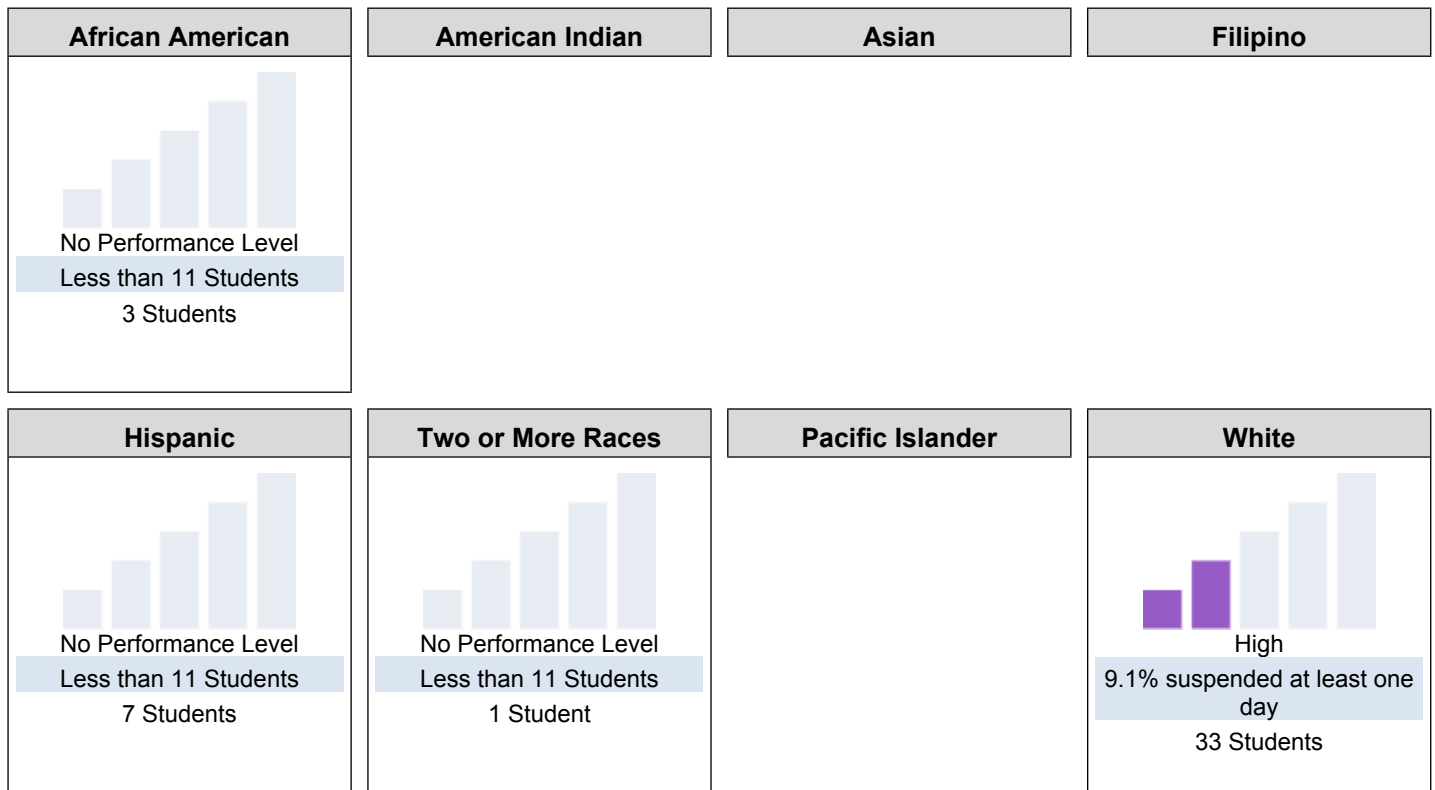 African American
American Indian
Asian
Filipino
No Performance Level
Less than 11 Students
3 Students
Hispanic
Two or More Races
Pacific Islander
White
No Performance Level
Less than 11 Students
7 Students
No Performance Level
Less than 11 Students
1 Student
High
9.1% suspended at least one
day
33 Students